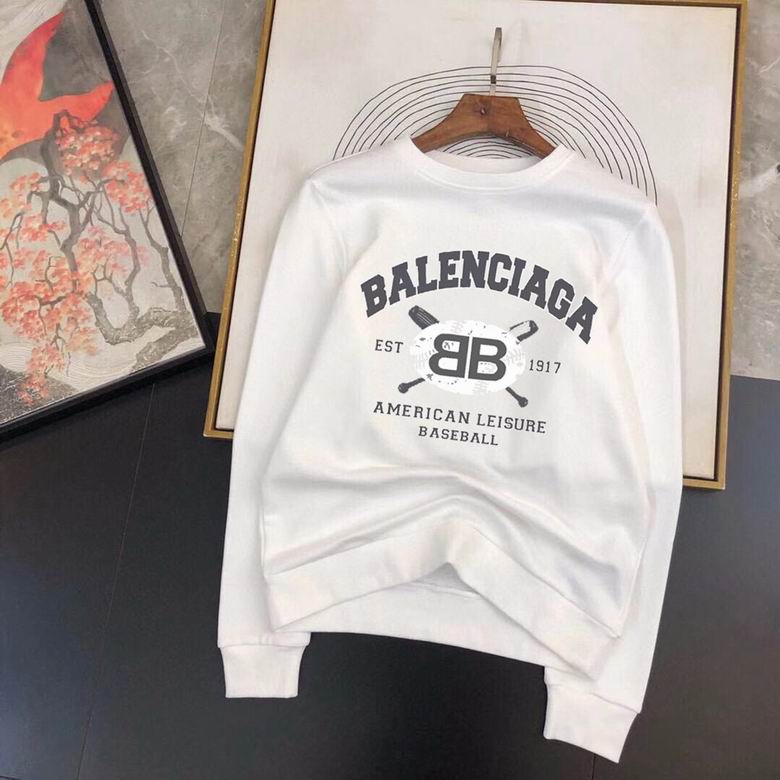 BALENCIAGA
EST BB 1917
AMERICAN LEISURE
BASEBALL